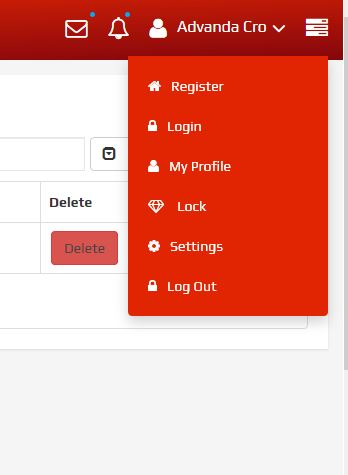 Advanda Cro
Register
Login
My Profile
Lock
Settings
Log Out
Delete
Delete